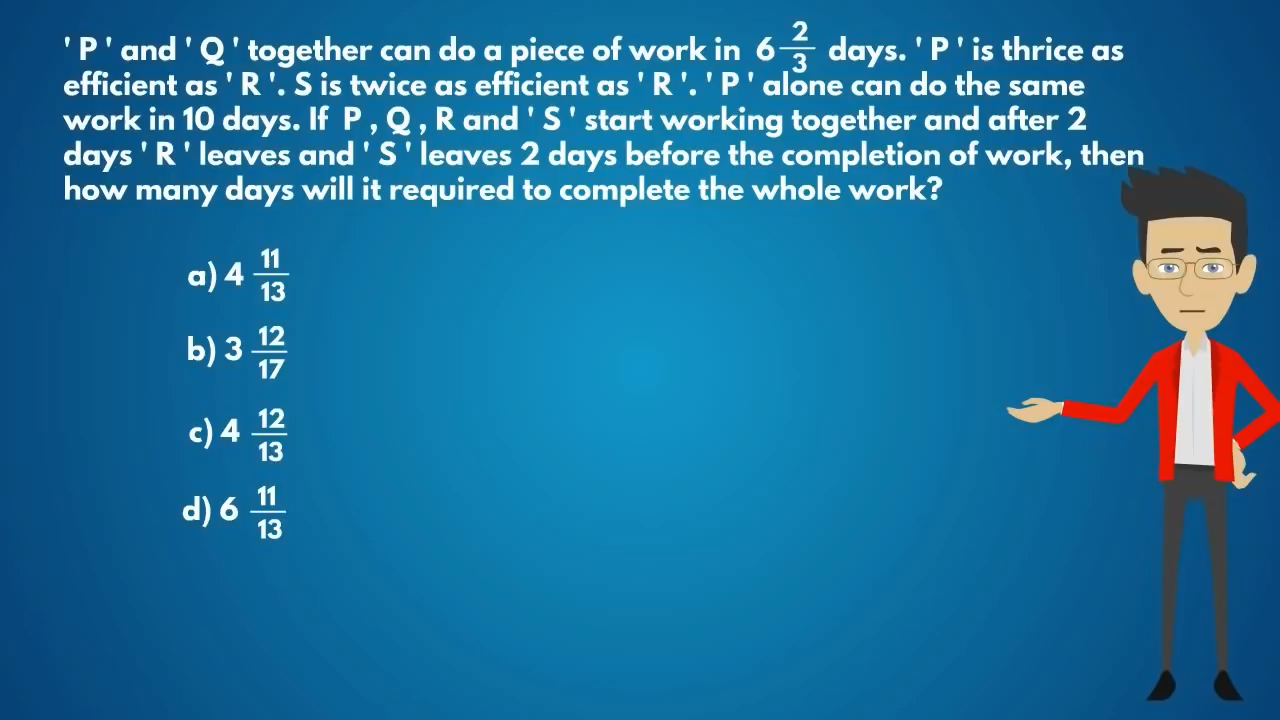 ' P ' and ' Q ' together can do a piece of work in 6 2/3 days. ' P ' is thrice as
efficient as ' R '. S is twice as efficient as ' R '. ' P ' alone can do the same
work in 10 days. If P , Q , R and ' S ' start working together and after 2
days ' R ' leaves and ' S ' leaves 2 days before the completion of work, then
how many days will it required to complete the whole work?
a) 4 11/13
b) 3 12/17
c) 4 12/13
d) 6 11/13